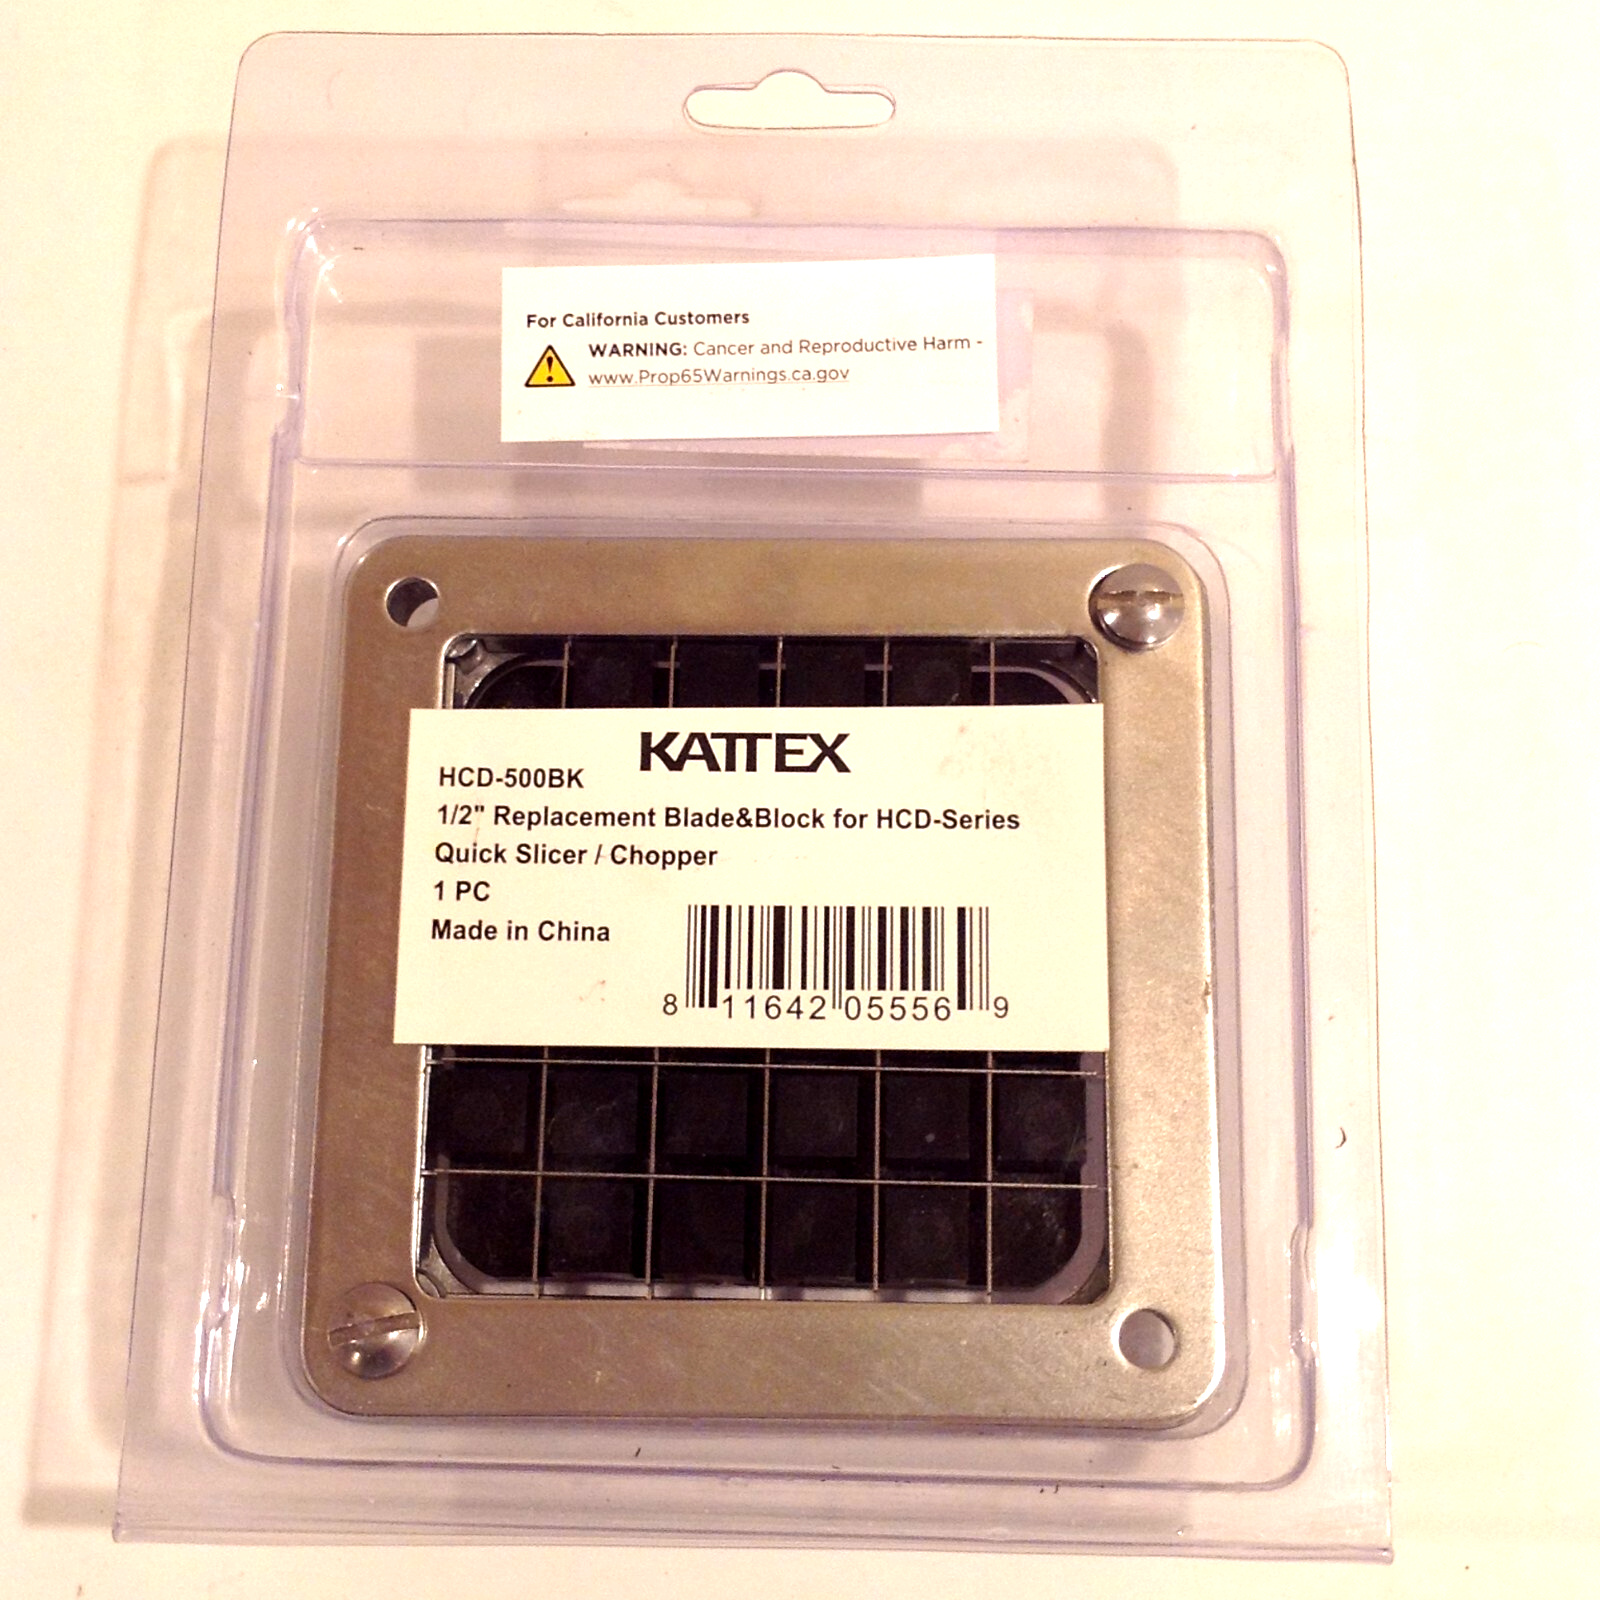 For California Customers
WARNING: Cancer and Reproductive Harm -
www.Prop65Warnings.ca.gov
KATTEX
HCD-500BK
1/2" Replacement Blade&Block for HCD-Series
Quick Slicer / Chopper
1 PC
Made in China
8 11642 05556 9